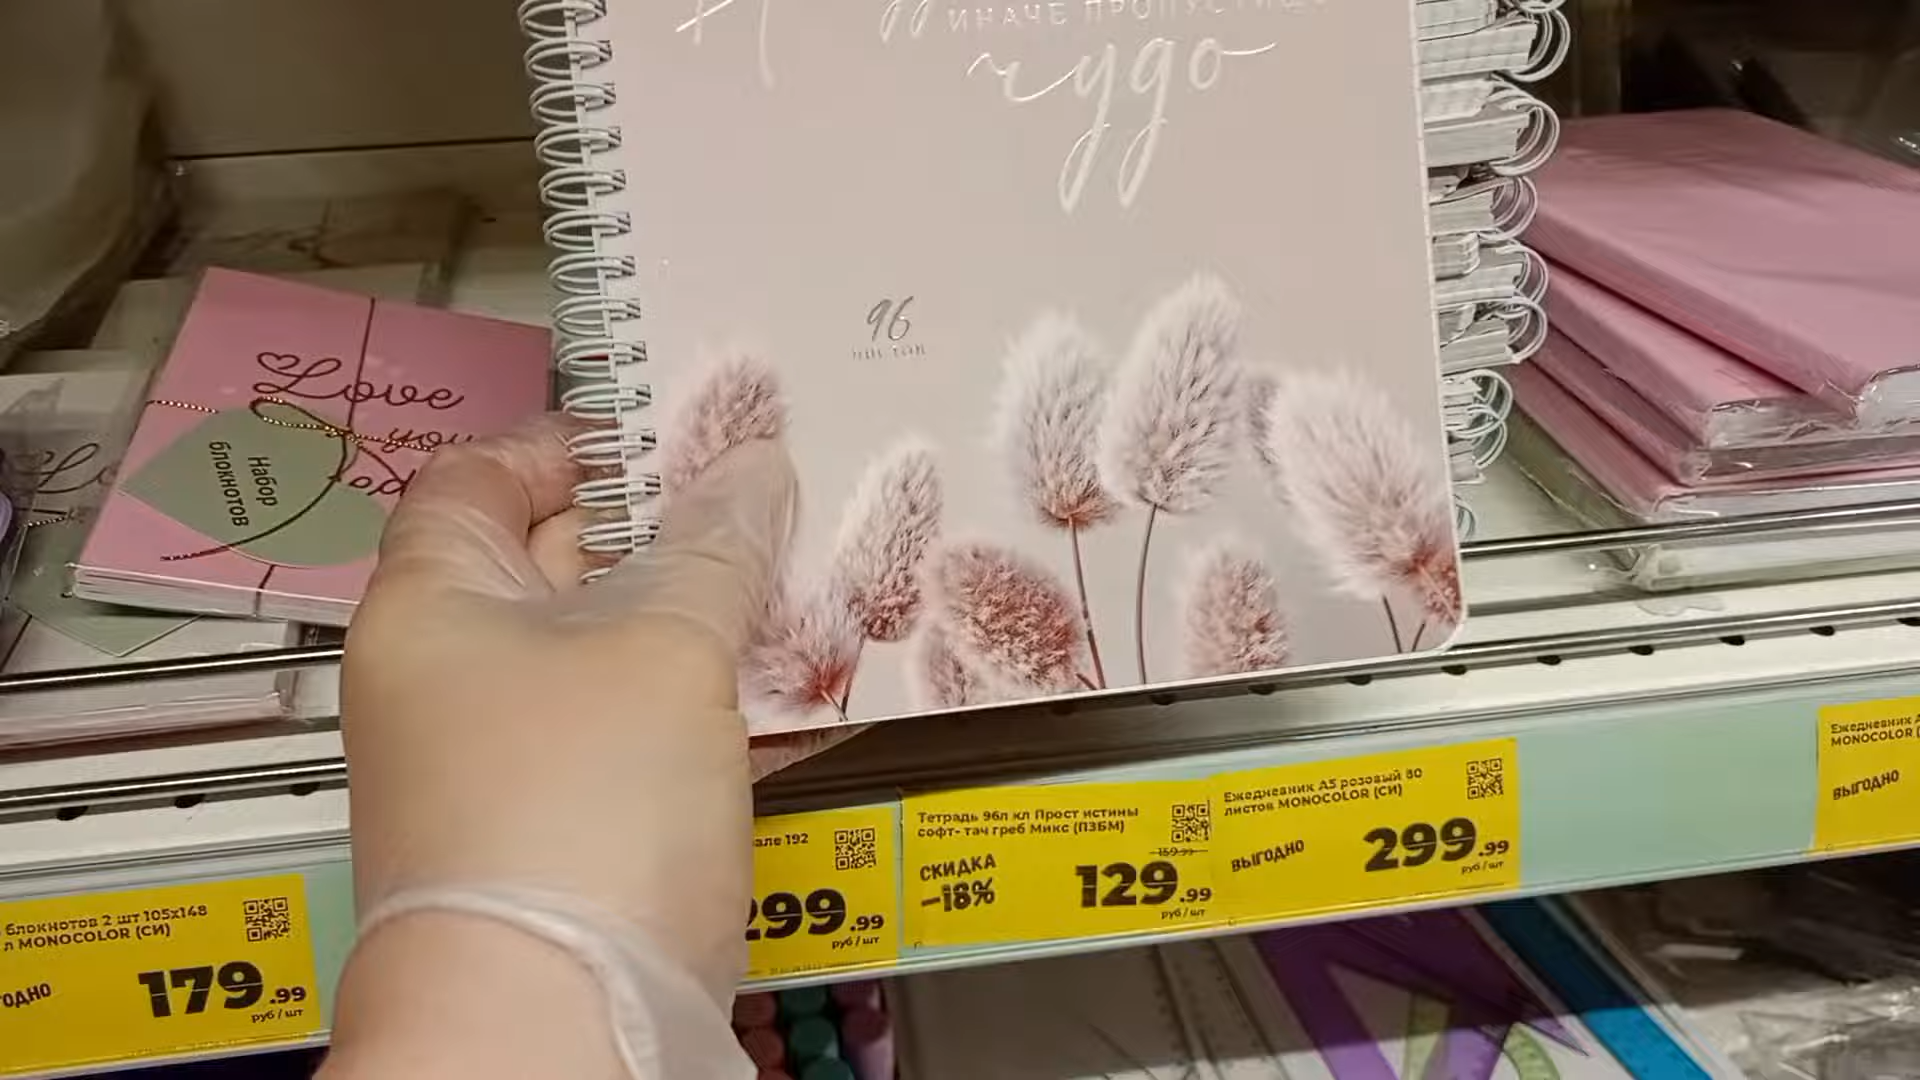 ИНАЧЕ ПРОПУСТИШЬ
чудо
96
листов
Love
you
Набор
блокнотов
блокнотов 2 шт 105x148
л MONOCOLOR (СИ)
179.99
руб / шт
192
299.99
руб / шт
Тетрадь 96л кл Прост истины
софт- тач греб Микс (ПЗБМ)
СКИДКА
-18%
159.99
129.99
руб / шт
Ежедневник А5 розовый 80
листов MONOCOLOR (СИ)
ВЫГОДНО
299.99
руб / шт
Ежедневник
MONOCOLOR
ВЫГОДНО